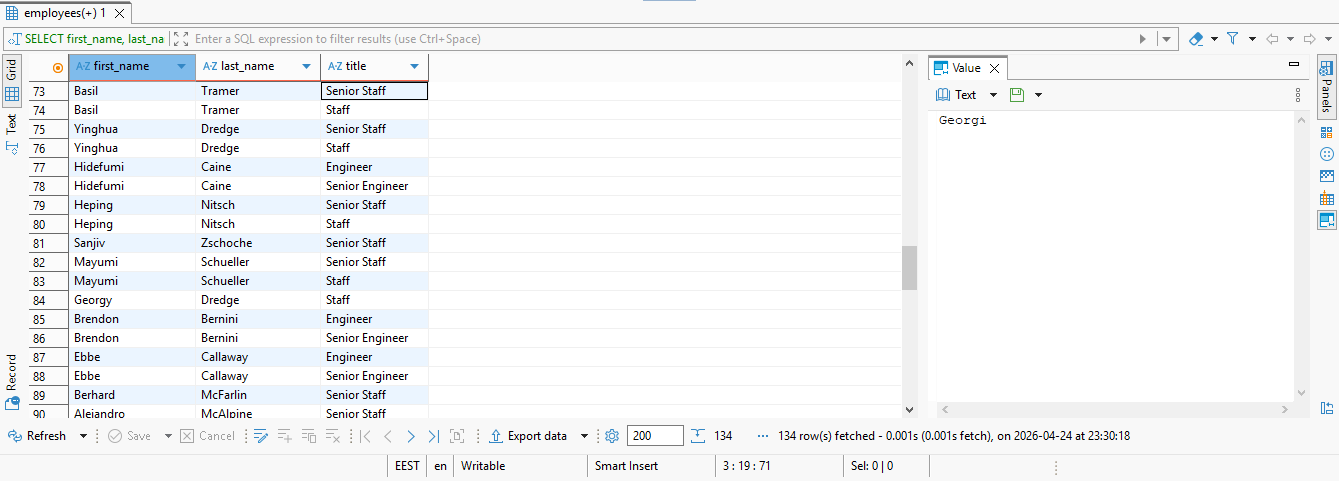 employees(+) 1
SELECT first_name, last_na Enter a SQL expression to filter results (use Ctrl+Space)
Grid
Text
Record
A-Z first_name A-Z last_name A-Z title
73 Basil Tramer Senior Staff
74 Basil Tramer Staff
75 Yinghua Dredge Senior Staff
76 Yinghua Dredge Staff
77 Hidefumi Caine Engineer
78 Hidefumi Caine Senior Engineer
79 Heping Nitsch Senior Staff
80 Heping Nitsch Staff
81 Sanjiv Zschoche Senior Staff
82 Mayumi Schueller Senior Staff
83 Mayumi Schueller Staff
84 Georgy Dredge Staff
85 Brendon Bernini Engineer
86 Brendon Bernini Senior Engineer
87 Ebbe Callaway Engineer
88 Ebbe Callaway Senior Engineer
89 Berhard McFarlin Senior Staff
90 Alejandro McAlpine Senior Staff
Value
Text
Georgi
Panels
Refresh Save Cancel Export data 200 134 ··· 134 row(s) fetched - 0.001s (0.001s fetch), on 2026-04-24 at 23:30:18
EEST en Writable Smart Insert 3 : 19 : 71 Sel: 0 | 0